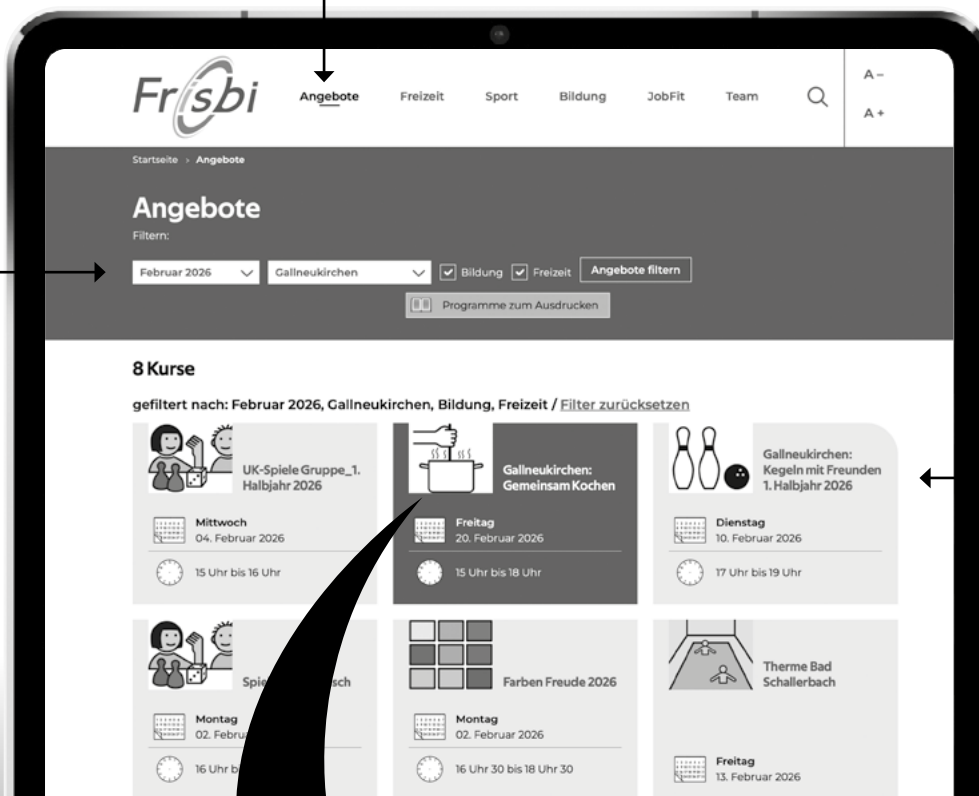 Frisbi
Angebote
Freizeit
Sport
Bildung
JobFit
Team
A –
A +
Startseite › Angebote
Angebote
Filtern:
Februar 2026
Gallneukirchen
Bildung
Freizeit
Angebote filtern
Programme zum Ausdrucken
8 Kurse
gefiltert nach: Februar 2026, Gallneukirchen, Bildung, Freizeit / Filter zurücksetzen
UK-Spiele Gruppe_1.
Halbjahr 2026
Mittwoch
04. Februar 2026
15 Uhr bis 16 Uhr
Gallneukirchen:
Gemeinsam Kochen
Freitag
20. Februar 2026
15 Uhr bis 18 Uhr
Gallneukirchen:
Kegeln mit Freunden
1. Halbjahr 2026
Dienstag
10. Februar 2026
17 Uhr bis 19 Uhr
Montag
02.
16 Uhr
Farben Freude 2026
Montag
02. Februar 2026
16 Uhr 30 bis 18 Uhr 30
Therme Bad
Schallerbach
Freitag
13. Februar 2026